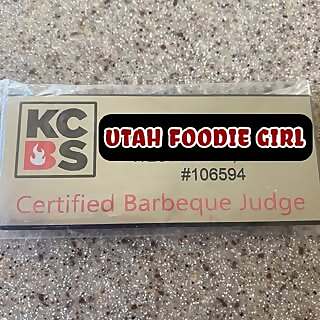 KC
BS
UTAH FOODIE GIRL
#106594
Certified Barbeque Judge